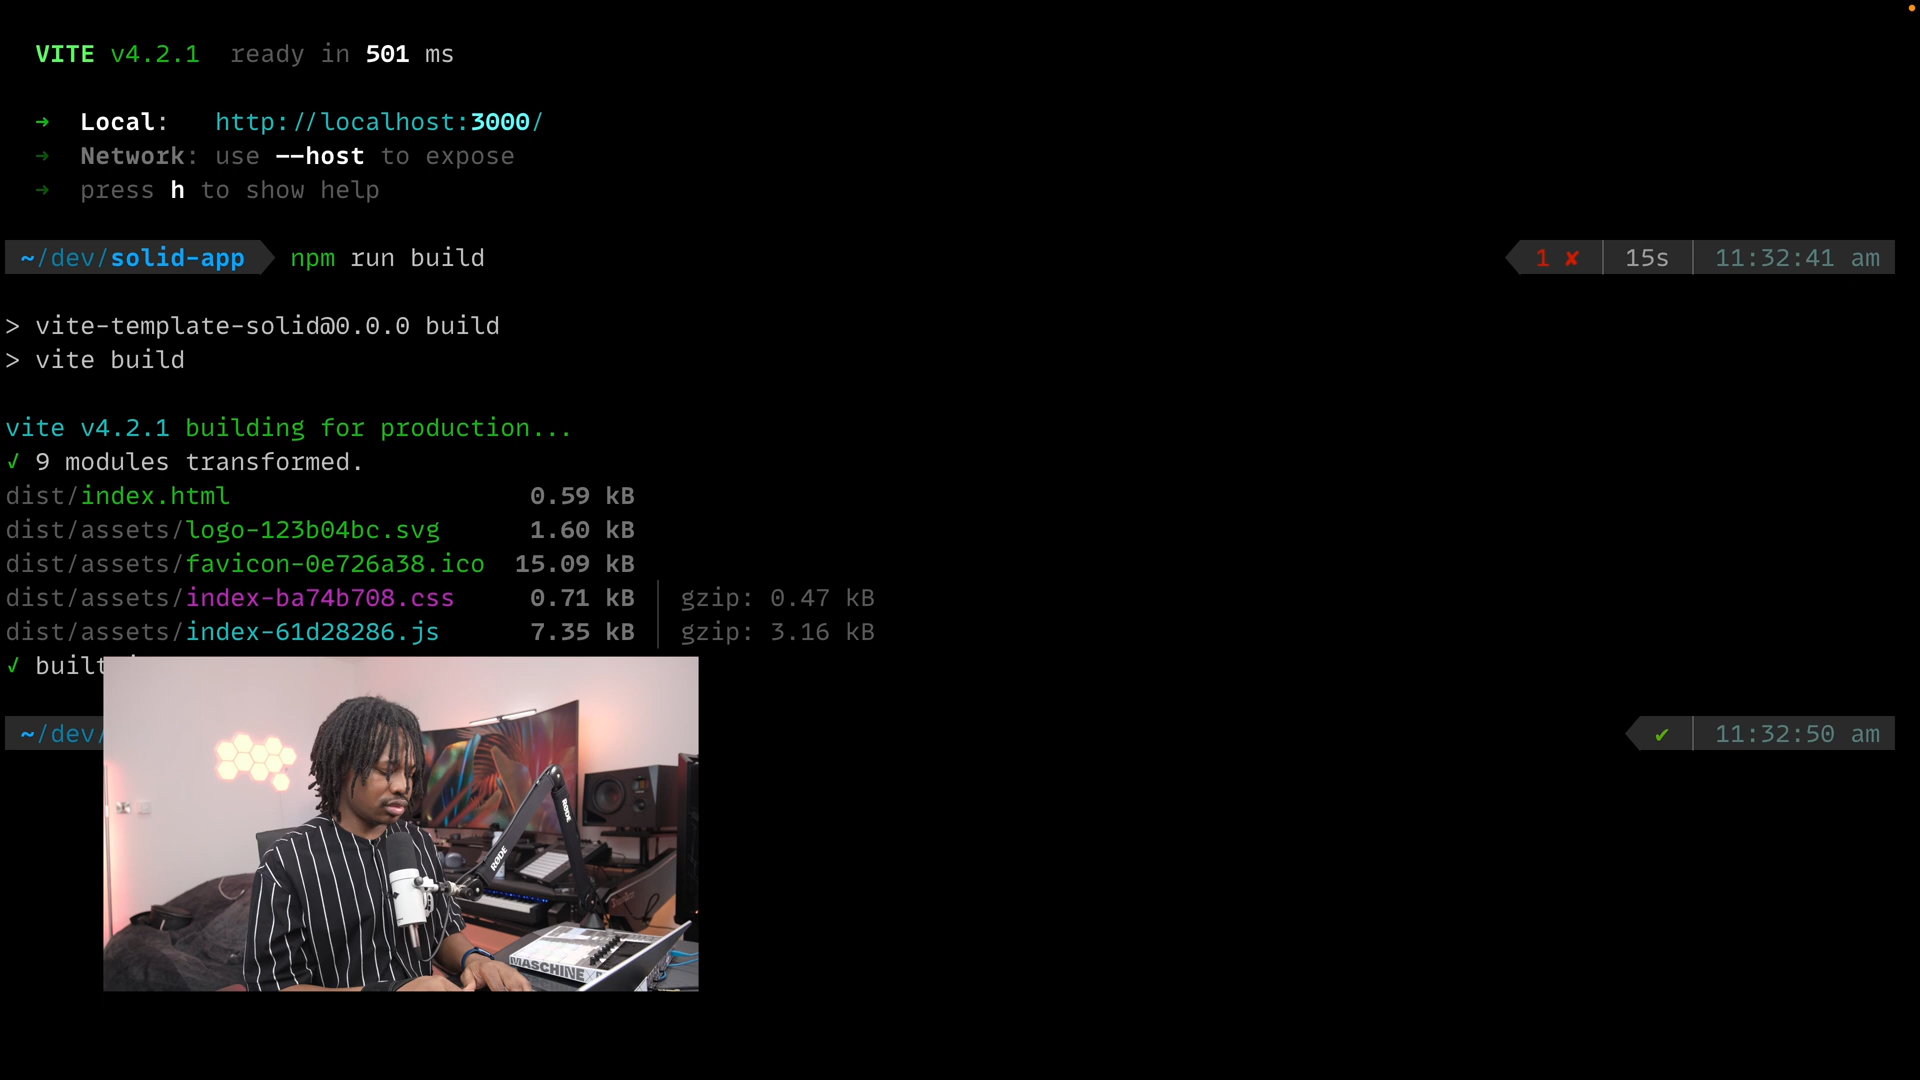 VITE v4.2.1 ready in 501 ms
➜ Local: http://localhost:3000/
➜ Network: use --host to expose
➜ press h to show help
~/dev/solid-app npm run build 1 ✘ 15s 11:32:41 am
> vite-template-solid@0.0.0 build
> vite build
vite v4.2.1 building for production...
✓ 9 modules transformed.
dist/index.html 0.59 kB
dist/assets/logo-123b04bc.svg 1.60 kB
dist/assets/favicon-0e726a38.ico 15.09 kB
dist/assets/index-ba74b708.css 0.71 kB │ gzip: 0.47 kB
dist/assets/index-61d28286.js 7.35 kB │ gzip: 3.16 kB
✓ built
~/dev/ ✔ 11:32:50 am
RØDE
RØDE
MASCHINE